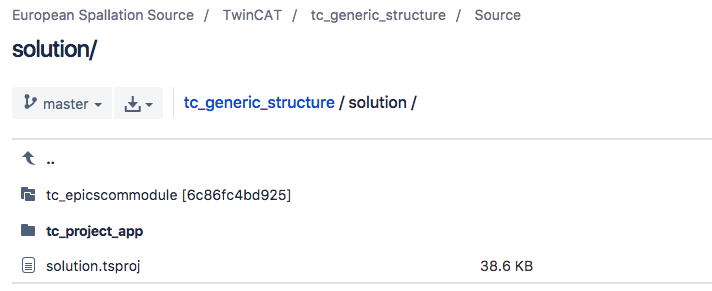 European Spallation Source / TwinCAT / tc_generic_structure / Source
solution/
master tc_generic_structure / solution /
..
tc_epicscommodule [6c86fc4bd925]
tc_project_app
solution.tsproj 38.6 KB